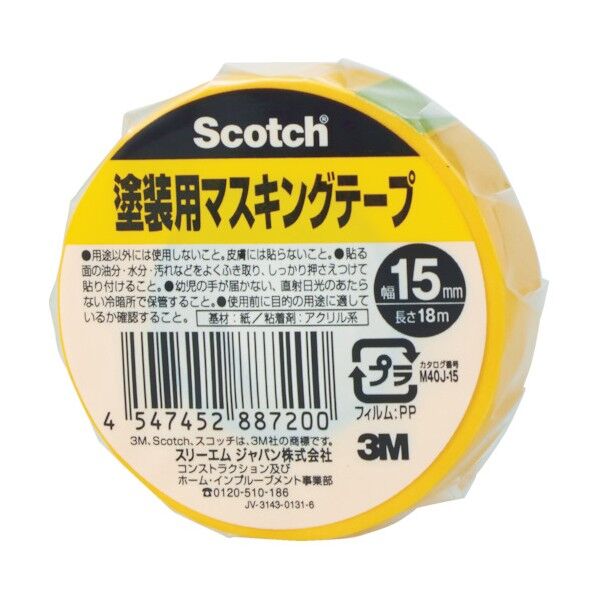 Scotch®
塗装用マスキングテープ
●用途以外には使用しないこと。皮膚には貼らないこと。●貼る
面の油分・水分・汚れなどをよくふき取り、しっかり押さえつけて
貼り付けること。●幼児の手が届かない、直射日光のあたら
ない冷暗所で保管すること。●使用前に目的の用途に適して
いるか確認すること。
基材：紙／粘着剤：アクリル系
幅15mm
長さ18m
プラ
フィルム：PP
カタログ番号
M40J-15
3M
4 547452 887200
3M、Scotch、スコッチは、3M社の商標です。
スリーエム ジャパン株式会社
コンストラクション及び
ホーム・インプルーブメント事業部
☎0120-510-186
JV-3143-0131-6